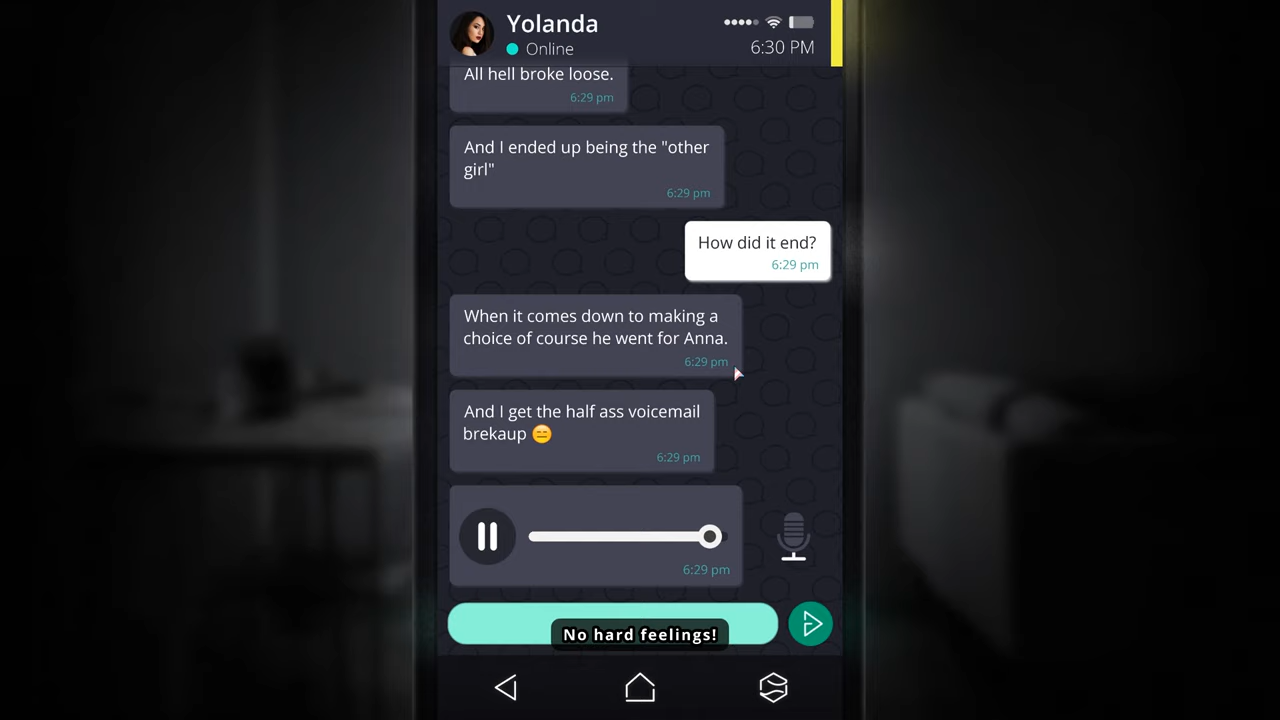 Yolanda
Online
6:30 PM
All hell broke loose.
6:29 pm
And I ended up being the "other
girl"
6:29 pm
How did it end?
6:29 pm
When it comes down to making a
choice of course he went for Anna.
6:29 pm
And I get the half ass voicemail
brekaup 😑
6:29 pm
6:29 pm
No hard feelings!